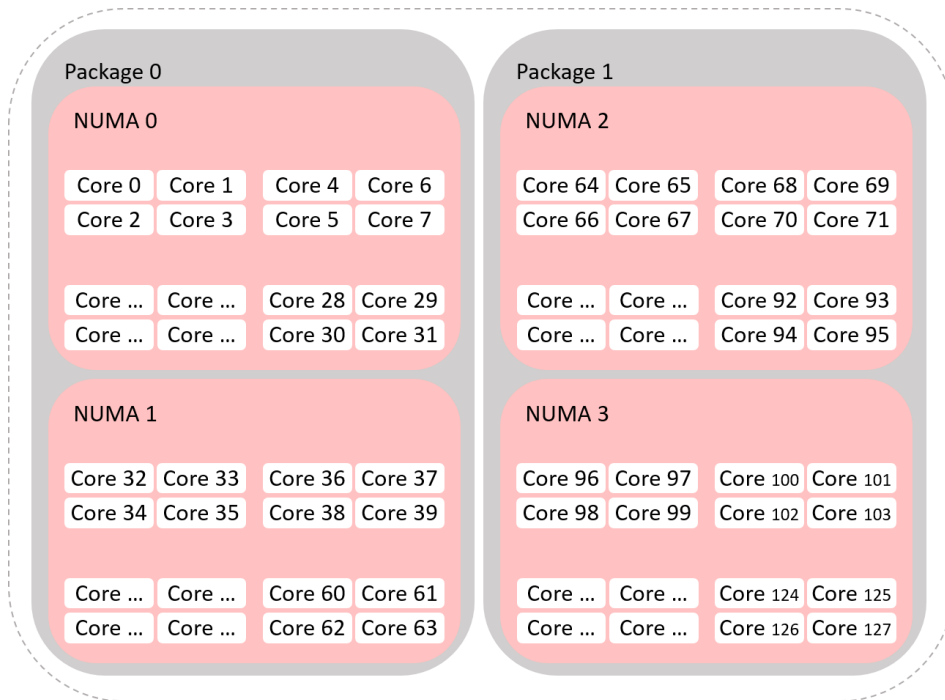 Package 0
NUMA 0
Core 0 Core 1 Core 4 Core 6
Core 2 Core 3 Core 5 Core 7
Core ... Core ... Core 28 Core 29
Core ... Core ... Core 30 Core 31
NUMA 1
Core 32 Core 33 Core 36 Core 37
Core 34 Core 35 Core 38 Core 39
Core ... Core ... Core 60 Core 61
Core ... Core ... Core 62 Core 63
Package 1
NUMA 2
Core 64 Core 65 Core 68 Core 69
Core 66 Core 67 Core 70 Core 71
Core ... Core ... Core 92 Core 93
Core ... Core ... Core 94 Core 95
NUMA 3
Core 96 Core 97 Core 100 Core 101
Core 98 Core 99 Core 102 Core 103
Core ... Core ... Core 124 Core 125
Core ... Core ... Core 126 Core 127